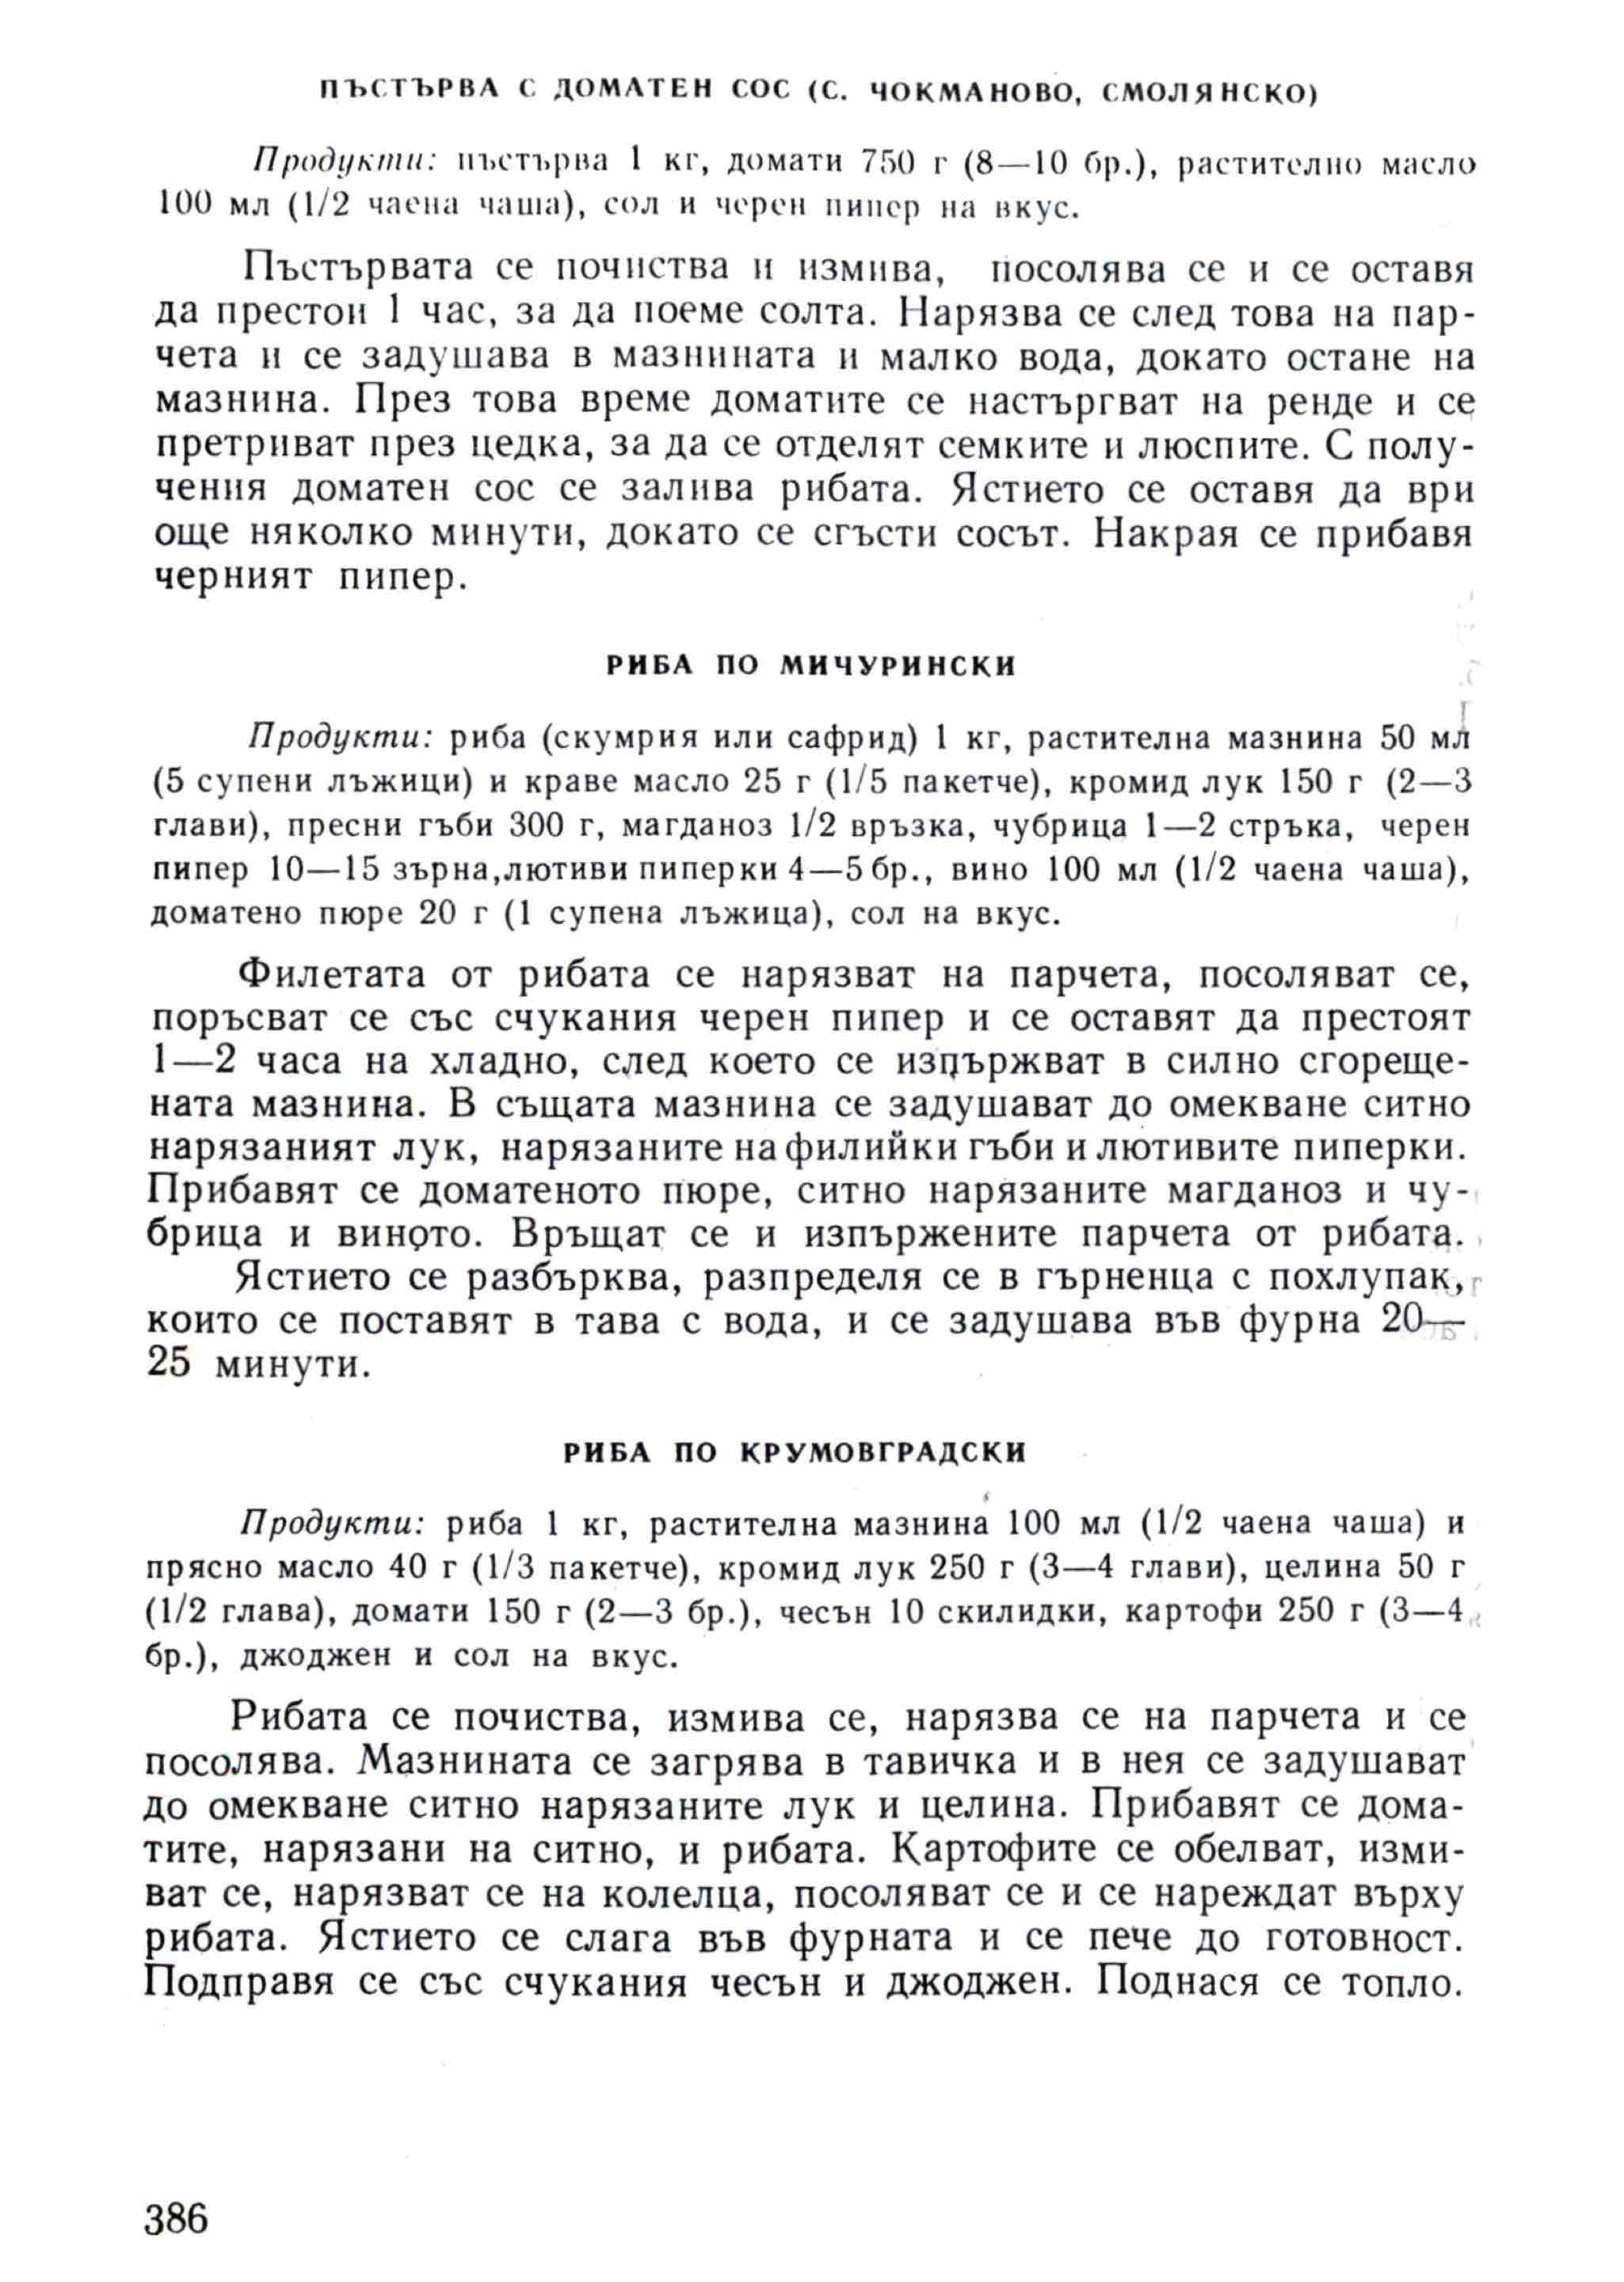 ПЪСТЪРВА С ДОМАТЕН СОС (С. ЧОКМАНОВО, СМОЛЯНСКО)
Продукти: пъстърва 1 кг, домати 750 г (8—10 бр.), растително масло
100 мл (1/2 чаена чаша), сол и черен пипер на вкус.
Пъстървата се почиства и измива, посолява се и се оставя
да престои 1 час, за да поеме солта. Нарязва се след това на пар-
чета и се задушава в мазнината и малко вода, докато остане на
мазнина. През това време доматите се настъргват на ренде и се
претриват през цедка, за да се отделят семките и люспите. С полу-
чения доматен сос се залива рибата. Ястието се оставя да ври
още няколко минути, докато се сгъсти сосът. Накрая се прибавя
черният пипер.
РИБА ПО МИЧУРИНСКИ
Продукти: риба (скумрия или сафрид) 1 кг, растителна мазнина 50 мл
(5 супени лъжици) и краве масло 25 г (1/5 пакетче), кромид лук 150 г (2—3
глави), пресни гъби 300 г, магданоз 1/2 връзка, чубрица 1—2 стръка, черен
пипер 10—15 зърна,лютиви пиперки 4—5 бр., вино 100 мл (1/2 чаена чаша),
доматено пюре 20 г (1 супена лъжица), сол на вкус.
Филетата от рибата се нарязват на парчета, посоляват се,
поръсват се със счукания черен пипер и се оставят да престоят
1—2 часа на хладно, след което се изпържват в силно сгореще-
ната мазнина. В същата мазнина се задушават до омекване ситно
нарязаният лук, нарязаните на филийки гъби и лютивите пиперки.
Прибавят се доматеното пюре, ситно нарязаните магданоз и чу-
брица и виното. Връщат се и изпържените парчета от рибата.
Ястието се разбърква, разпределя се в гърненца с похлупак,
които се поставят в тава с вода, и се задушава във фурна 20—
25 минути.
РИБА ПО КРУМОВГРАДСКИ
Продукти: риба 1 кг, растителна мазнина 100 мл (1/2 чаена чаша) и
прясно масло 40 г (1/3 пакетче), кромид лук 250 г (3—4 глави), целина 50 г
(1/2 глава), домати 150 г (2—3 бр.), чесън 10 скилидки, картофи 250 г (3—4
бр.), джоджен и сол на вкус.
Рибата се почиства, измива се, нарязва се на парчета и се
посолява. Мазнината се загрява в тавичка и в нея се задушават
до омекване ситно нарязаните лук и целина. Прибавят се дома-
тите, нарязани на ситно, и рибата. Картофите се обелват, изми-
ват се, нарязват се на колелца, посоляват се и се нареждат върху
рибата. Ястието се слага във фурната и се пече до готовност.
Подправя се със счукания чесън и джоджен. Поднася се топло.
386